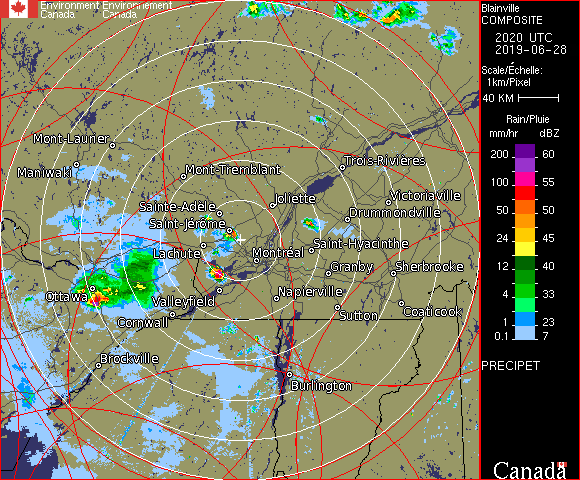 Environment Environnement
Canada Canada
Blainville
COMPOSITE
2020 UTC
2019-06-28
Scale/Échelle:
1km/Pixel
40 KM
Rain/Pluie
mm/hr dBZ
200 60
100 55
50 50
24 45
12 40
4 33
1 23
0.1 7
PRECIPET
Canada
Mont-Laurier
Maniwaki
Mont-Tremblant
Trois-Rivières
Joliette
Victoriaville
Sainte-Adèle
Drummondville
Saint-Jérôme
Saint-Hyacinthe
Lachute
Montréal
Granby
Sherbrooke
Ottawa
Valleyfield
Napierville
Cornwall
Sutton
Coaticook
Brockville
Burlington